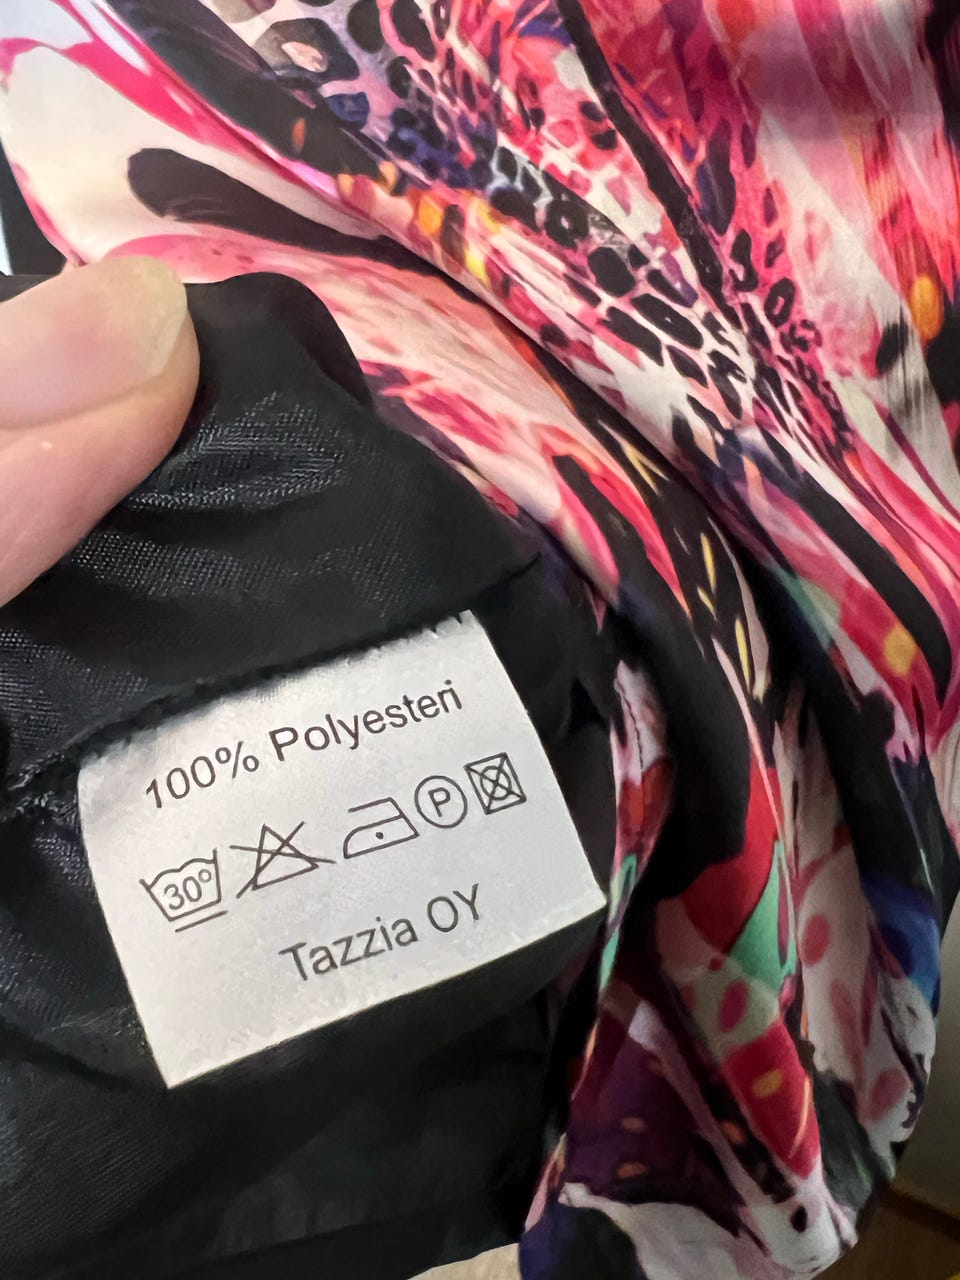 100% Polyesteri
30° P
Tazzia OY